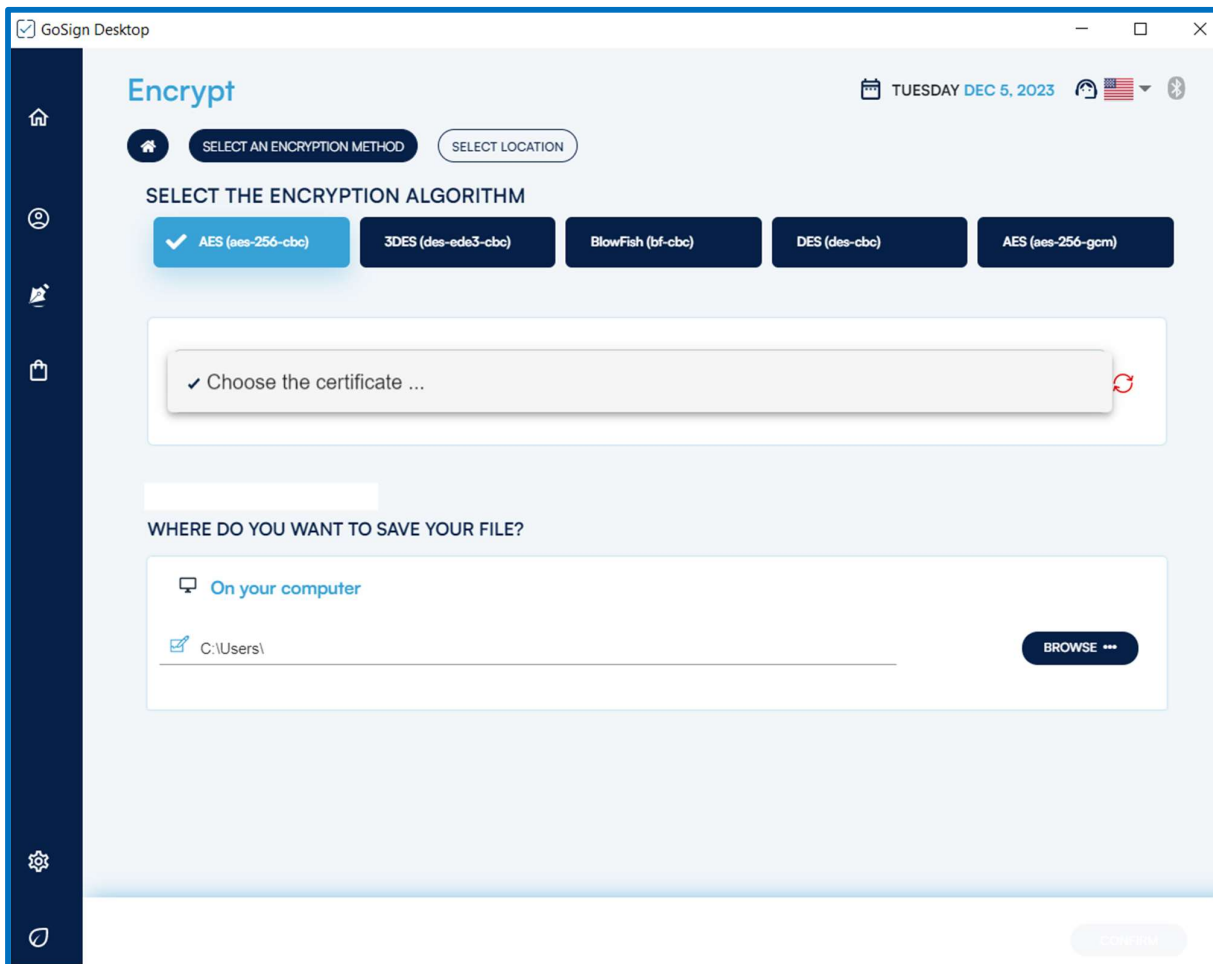 GoSign Desktop
Encrypt
TUESDAY DEC 5, 2023
SELECT AN ENCRYPTION METHOD
SELECT LOCATION
SELECT THE ENCRYPTION ALGORITHM
AES (aes-256-cbc)
3DES (des-ede3-cbc)
BlowFish (bf-cbc)
DES (des-cbc)
AES (aes-256-gcm)
Choose the certificate ...
WHERE DO YOU WANT TO SAVE YOUR FILE?
On your computer
C:\Users\
BROWSE •••
CONFIRM